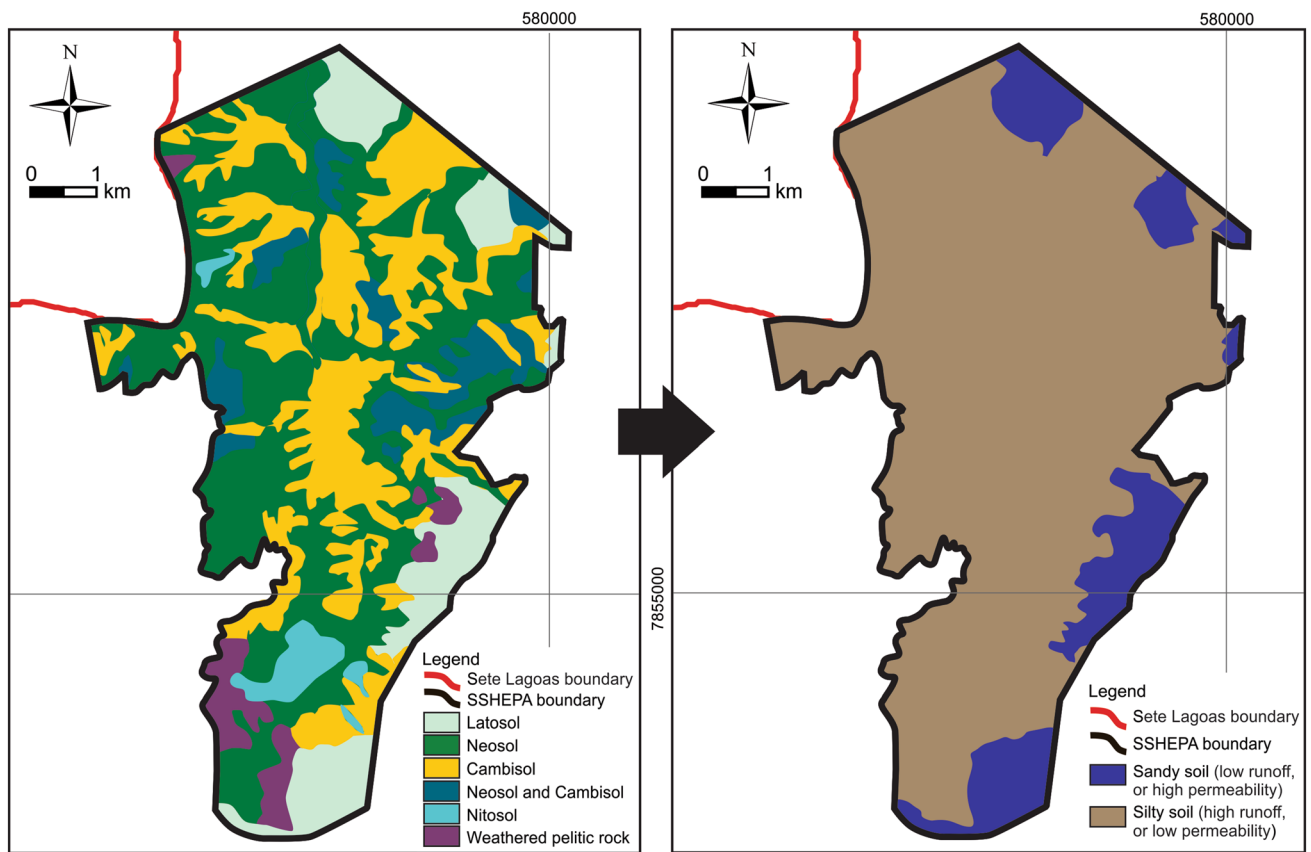 580000
N
0 1
km
Legend
Sete Lagoas boundary
SSHEPA boundary
Latosol
Neosol
Cambisol
Neosol and Cambisol
Nitosol
Weathered pelitic rock
7855000
580000
N
0 1
km
Legend
Sete Lagoas boundary
SSHEPA boundary
Sandy soil (low runoff,
or high permeability)
Silty soil (high runoff,
or low permeability)